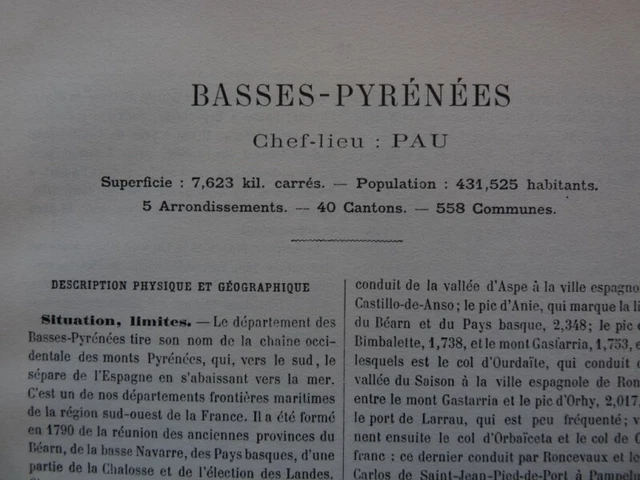 BASSES-PYRÉNÉES
Chef-lieu : PAU
Superficie : 7,623 kil. carrés. — Population : 431,525 habitants.
5 Arrondissements. — 40 Cantons. — 558 Communes.
DESCRIPTION PHYSIQUE ET GÉOGRAPHIQUE
Situation, limites. — Le département des
Basses-Pyrénées tire son nom de la chaîne occi-
dentale des monts Pyrénées, qui, vers le sud, le
sépare de l'Espagne en s'abaissant vers la mer.
C'est un de nos départements frontières maritimes
de la région sud-ouest de la France. Il a été formé
en 1790 de la réunion des anciennes provinces du
Béarn, de la basse Navarre, des Pays basques, d'une
partie de la Chalosse et de l'élection des Landes.
conduit de la vallée d'Aspe à la ville espagno
Castillo-de-Anso; le pic d'Anie, qui marque la li
du Béarn et du Pays basque, 2,348; le pic d
Bimbalette, 1,738, et le mont Gastarria, 1,753, e
lesquels est le col d'Ourdaïte, qui conduit d
vallée du Saison à la ville espagnole de Ron
entre le mont Gastarria et le pic d'Orhy, 2,017,
le port de Larrau, qui est peu fréquenté; v
nent ensuite le col d'Orbaïceta et le col de C
franc : ce dernier conduit par Roncevaux et le
Carlos de Saint-Jean-Pied-de-Port à Pampelu